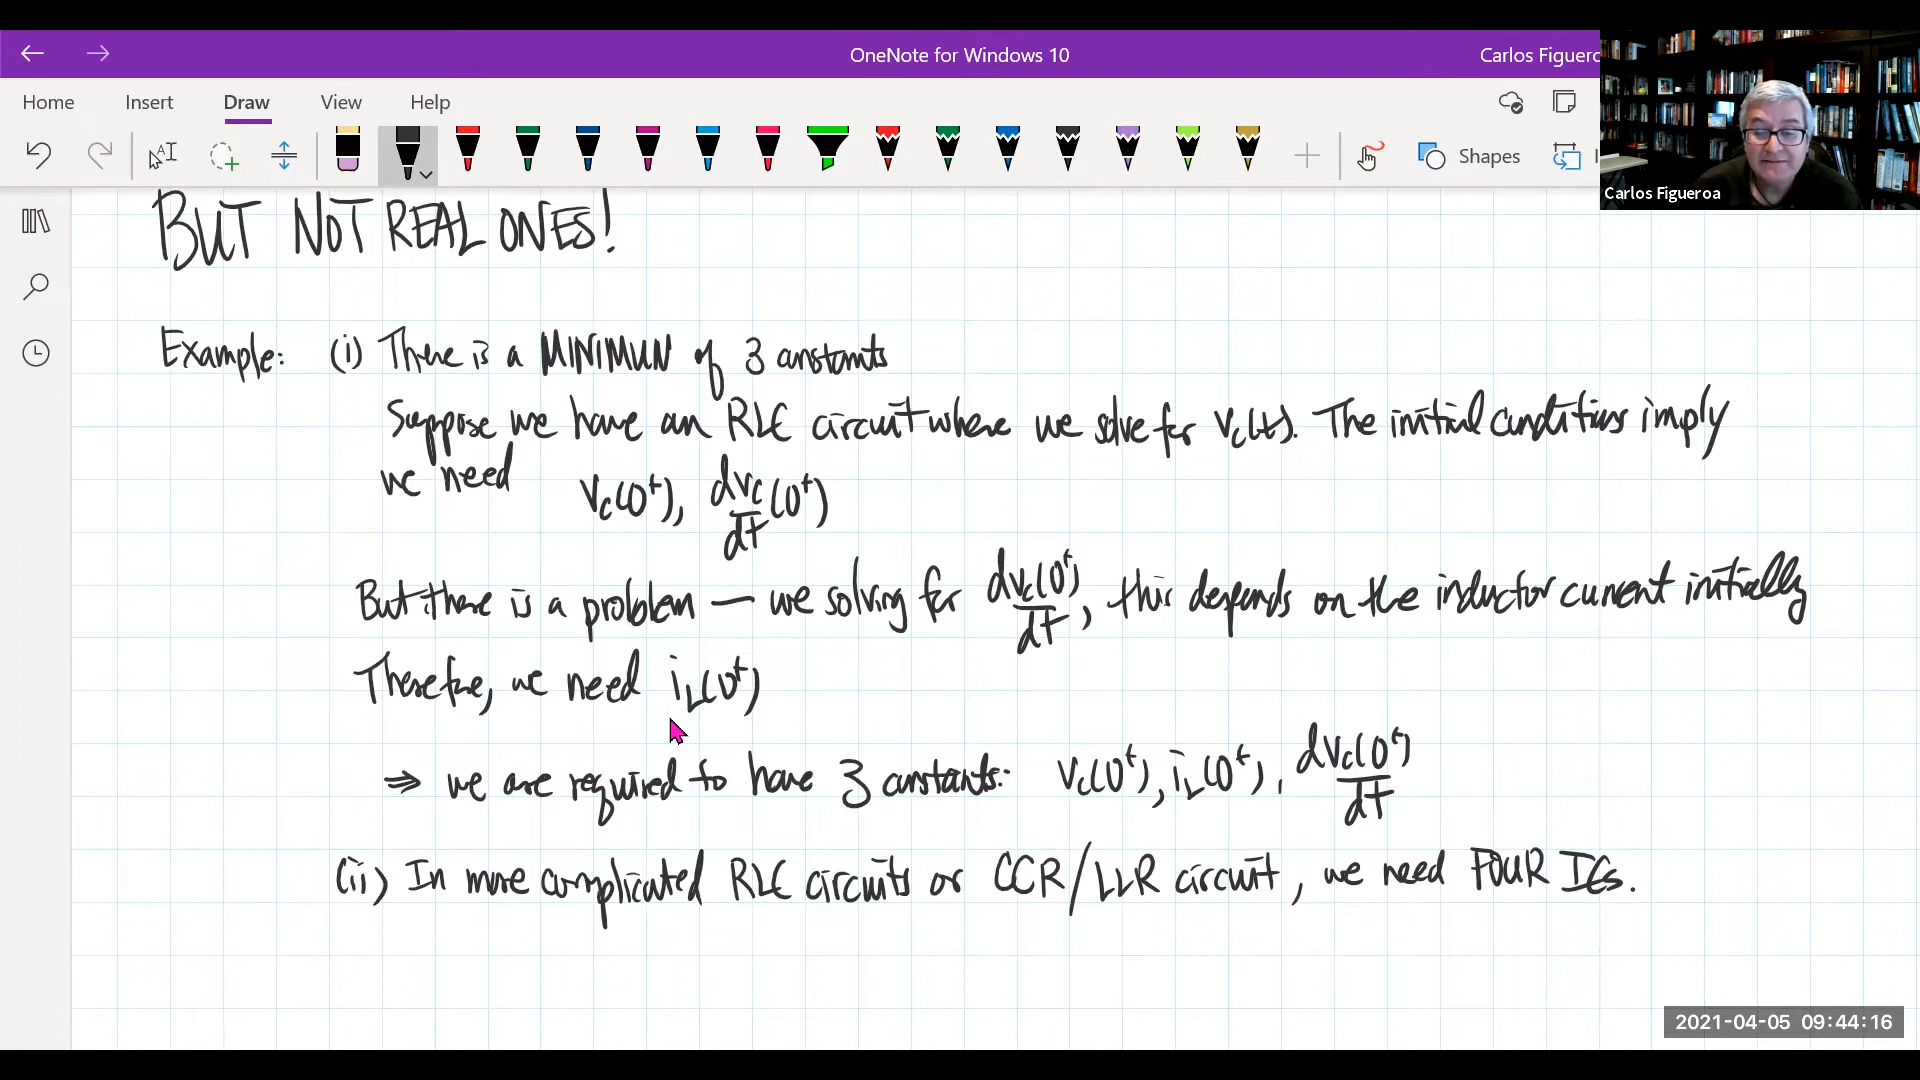 OneNote for Windows 10
Carlos Figuero
Home Insert Draw View Help
Shapes
Carlos Figueroa
BUT NOT REAL ONES!
Example: (i) There is a MINIMUN of 3 constants
Suppose we have an RLC circuit where we solve for vc(t). The initial conditions imply
we need vc(0⁺), dvc/dt (0⁺)
But there is a problem — we solving for dvc(0⁺)/dt, this depends on the inductor current initially
Therefore, we need iL(0⁺)
⇒ we are required to have 3 constants: vc(0⁺), iL(0⁺), dvc(0⁺)/dt
(ii) In more complicated RLC circuits or CCR/LLR circuit, we need FOUR ICs.
2021-04-05 09:44:16